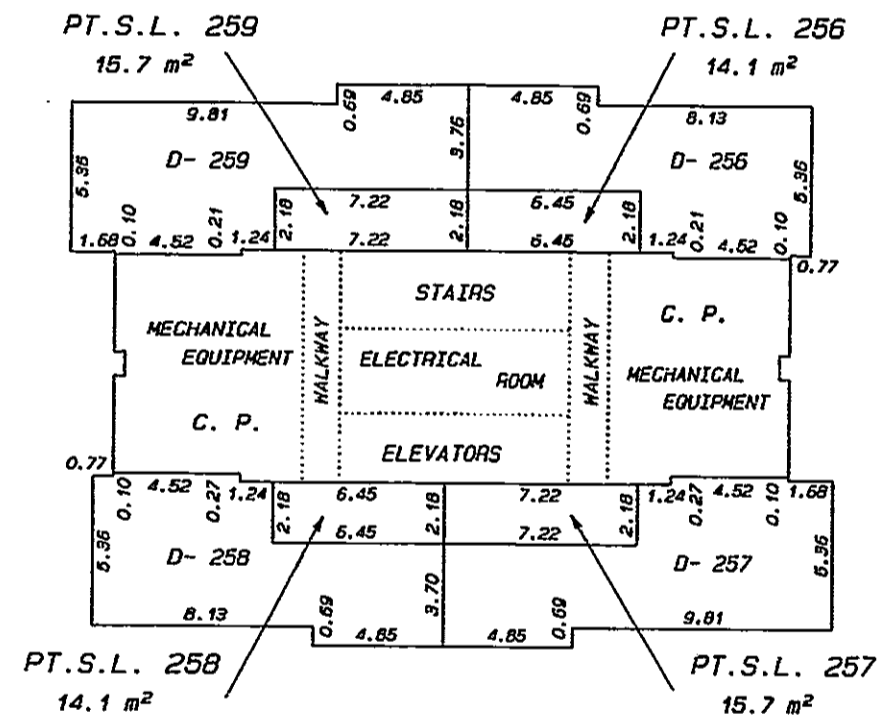 PT.S.L. 259
15.7 m²
PT.S.L. 256
14.1 m²
4.85
4.85
9.81
0.69
0.69
8.13
3.76
5.36
D- 259
D- 256
5.36
7.22
6.45
2.18
2.18
2.18
1.68
0.10
4.52
0.21
1.24
7.22
6.45
1.24
0.21
4.52
0.10
0.77
STAIRS
C. P.
MECHANICAL
EQUIPMENT
WALKWAY
ELECTRICAL
ROOM
WALKWAY
MECHANICAL
EQUIPMENT
C. P.
ELEVATORS
0.77
0.10
4.52
0.27
1.24
6.45
7.22
1.24
0.27
4.52
0.10
1.68
2.18
2.18
2.18
6.45
7.22
5.36
D- 258
D- 257
5.36
3.70
8.13
0.69
4.85
4.85
0.69
9.81
PT.S.L. 258
14.1 m²
PT.S.L. 257
15.7 m²